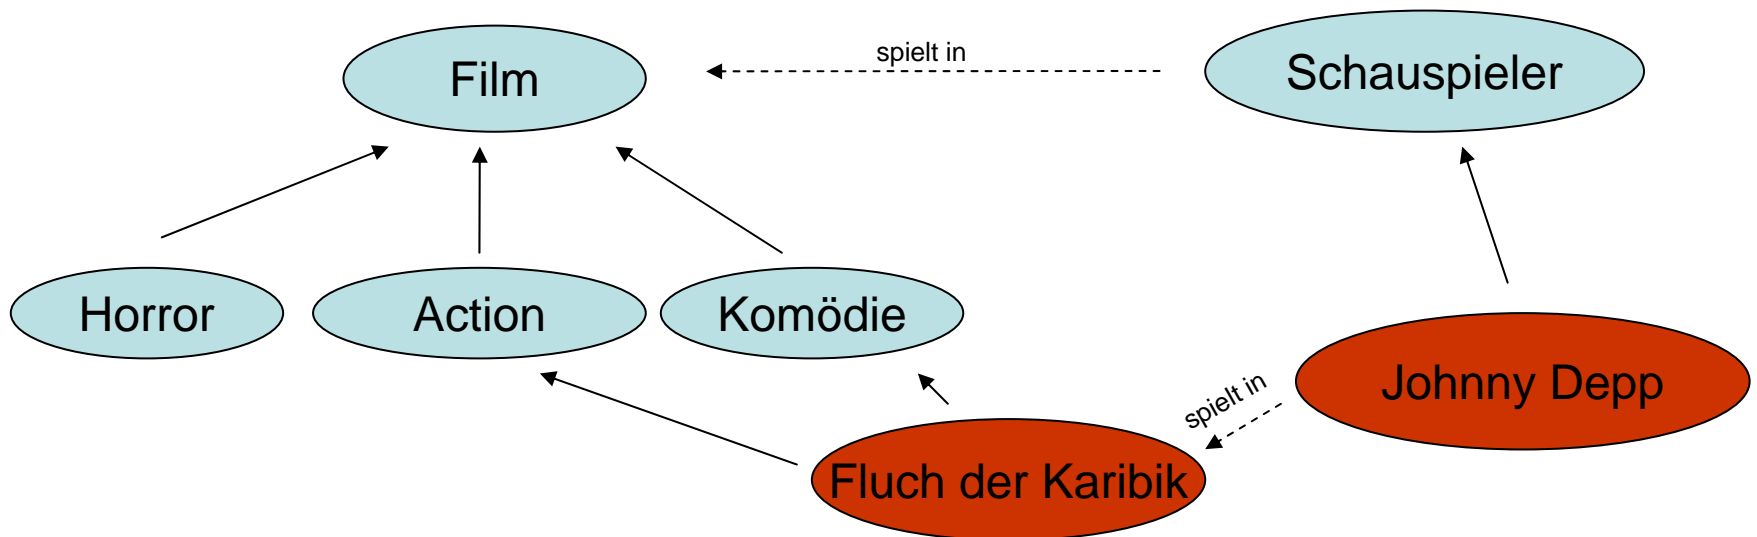 Film
spielt in
Schauspieler
Horror
Action
Komödie
Johnny Depp
spielt in
Fluch der Karibik